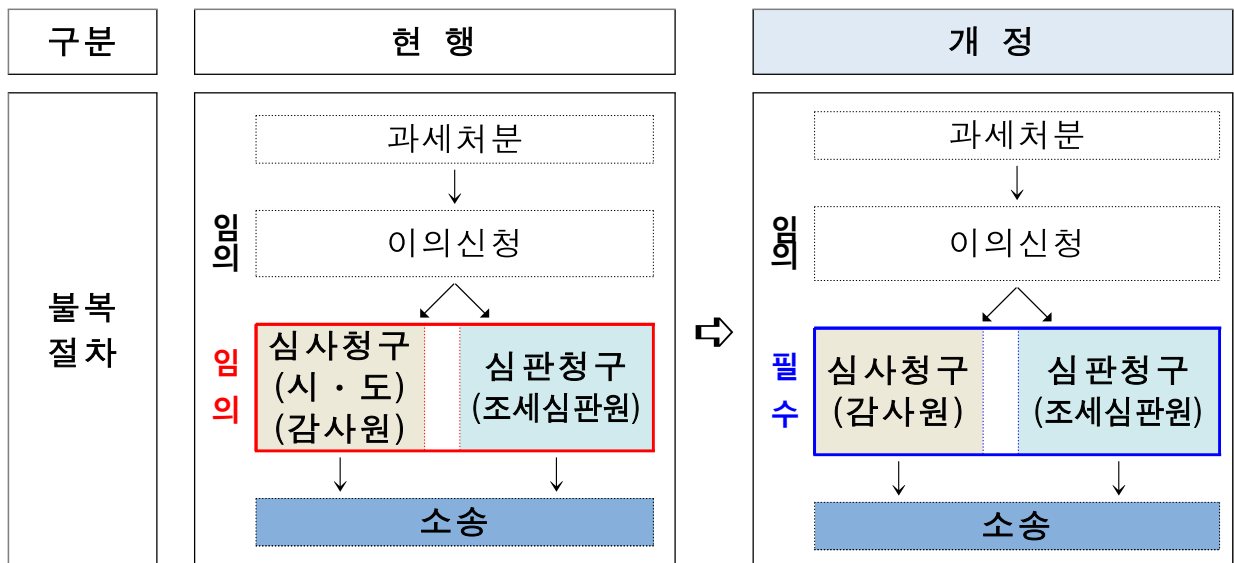 구분
현 행
개 정
불복
절차
과세처분
임의
이의신청
임의
심사청구
(시 · 도)
(감사원)
심판청구
(조세심판원)
소송
과세처분
임의
이의신청
필수
심사청구
(감사원)
심판청구
(조세심판원)
소송